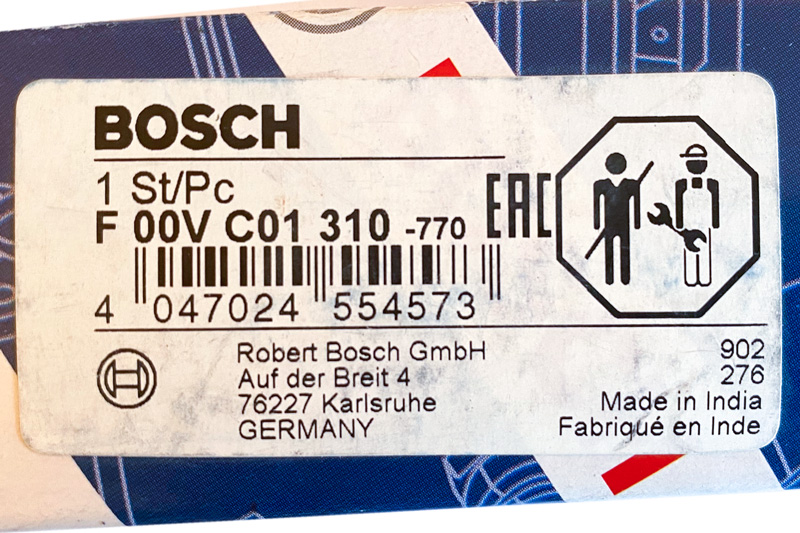 BOSCH
1 St/Pc
F 00V C01 310 -770
EAC
4 047024 554573
Robert Bosch GmbH
Auf der Breit 4
76227 Karlsruhe
GERMANY
902
276
Made in India
Fabriqué en Inde